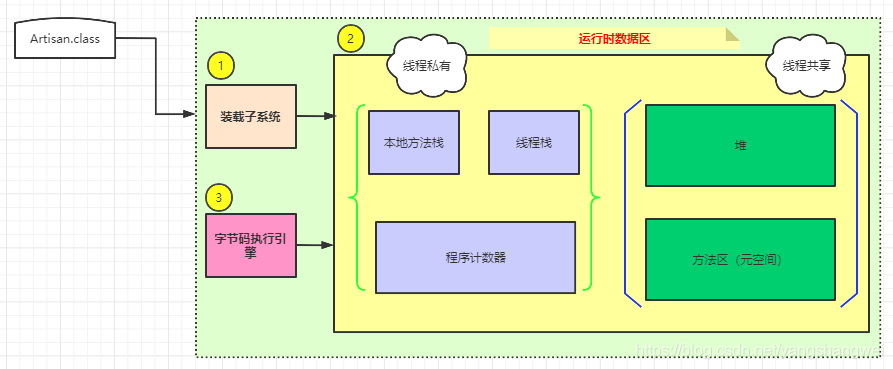 Artisan.class
1
装载子系统
3
字节码执行引
擎
2
运行时数据区
线程私有
线程共享
本地方法栈
线程栈
程序计数器
堆
方法区（元空间）
https://blog.csdn.net/yangshangwei